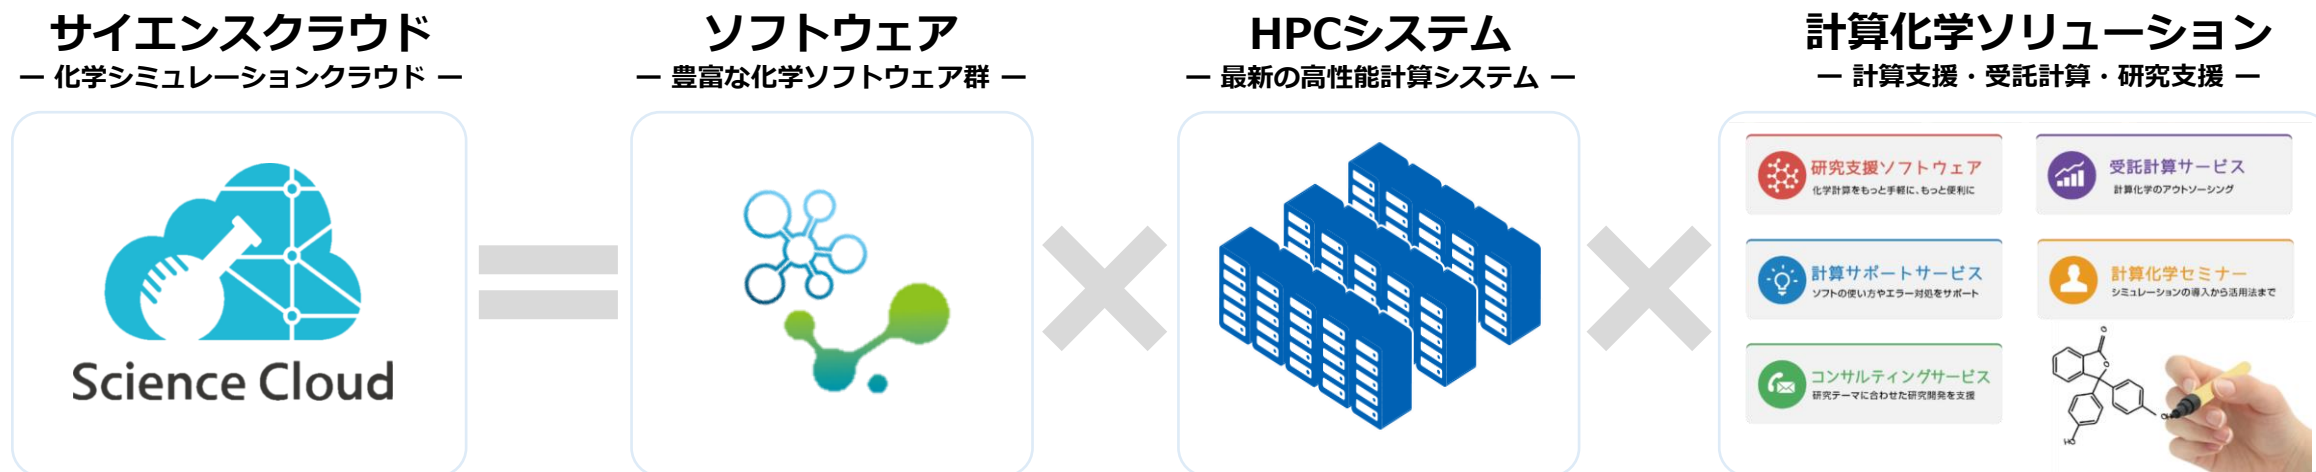 サイエンスクラウド
ー 化学シミュレーションクラウド ー
Science Cloud
ソフトウェア
ー 豊富な化学ソフトウェア群 ー
HPCシステム
ー 最新の高性能計算システム ー
計算化学ソリューション
ー 計算支援・受託計算・研究支援 ー
研究支援ソフトウェア
化学計算をもっと手軽に、もっと便利に
受託計算サービス
計算化学のアウトソーシング
計算サポートサービス
ソフトの使い方やエラー対処をサポート
計算化学セミナー
シミュレーションの導入から活用法まで
コンサルティングサービス
研究テーマに合わせた研究開発を支援
O
O
OH
HO